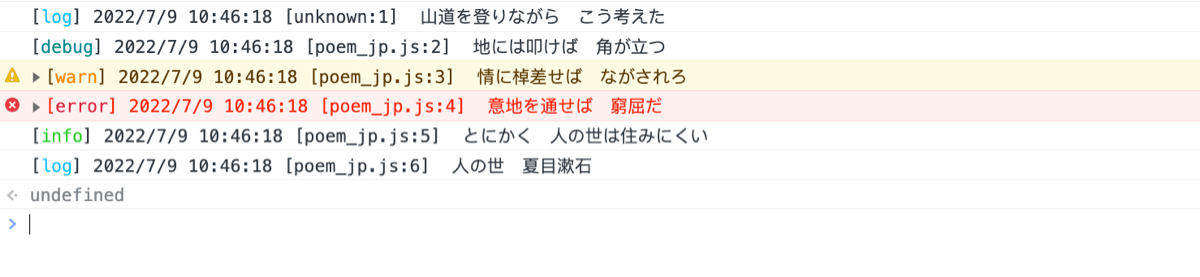 [log] 2022/7/9 10:46:18 [unknown:1]　山道を登りながら　こう考えた
[debug] 2022/7/9 10:46:18 [poem_jp.js:2]　地には叩けば　角が立つ
[warn] 2022/7/9 10:46:18 [poem_jp.js:3]　情に棹差せば　ながされろ
[error] 2022/7/9 10:46:18 [poem_jp.js:4]　意地を通せば　窮屈だ
[info] 2022/7/9 10:46:18 [poem_jp.js:5]　とにかく　人の世は住みにくい
[log] 2022/7/9 10:46:18 [poem_jp.js:6]　人の世　夏目漱石
undefined